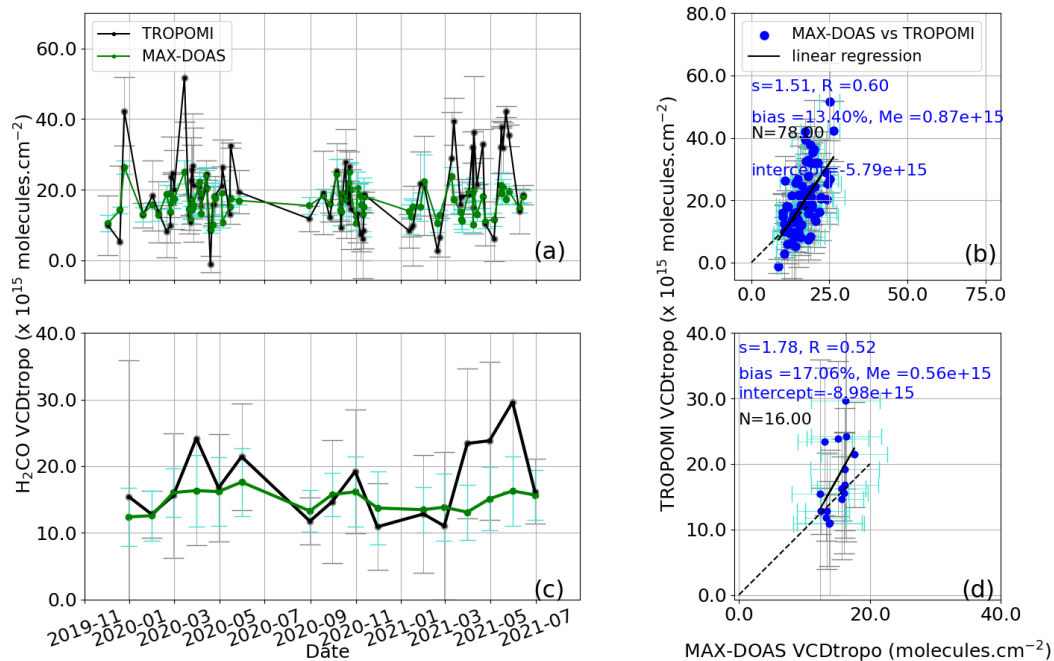 TROPOMI
MAX-DOAS
60.0
40.0
20.0
0.0
(a)
80.0
60.0
40.0
20.0
0.0
MAX-DOAS vs TROPOMI
linear regression
s=1.51, R =0.60
bias =13.40%, Me =0.87e+15
N=78.00
intercept=-5.79e+15
(b)
0.0 25.0 50.0 75.0
H₂CO VCDtropo (x 10¹⁵ molecules.cm⁻²)
TROPOMI VCDtropo (x 10¹⁵ molecules.cm⁻²)
40.0
30.0
20.0
10.0
0.0
(c)
2019-11 2020-01 2020-03 2020-05 2020-07 2020-09 2020-11 2021-01 2021-03 2021-05 2021-07
Date
40.0
30.0
20.0
10.0
0.0
s=1.78, R =0.52
bias =17.06%, Me =0.56e+15
intercept=-8.98e+15
N=16.00
(d)
0.0 20.0 40.0
MAX-DOAS VCDtropo (molecules.cm⁻²)